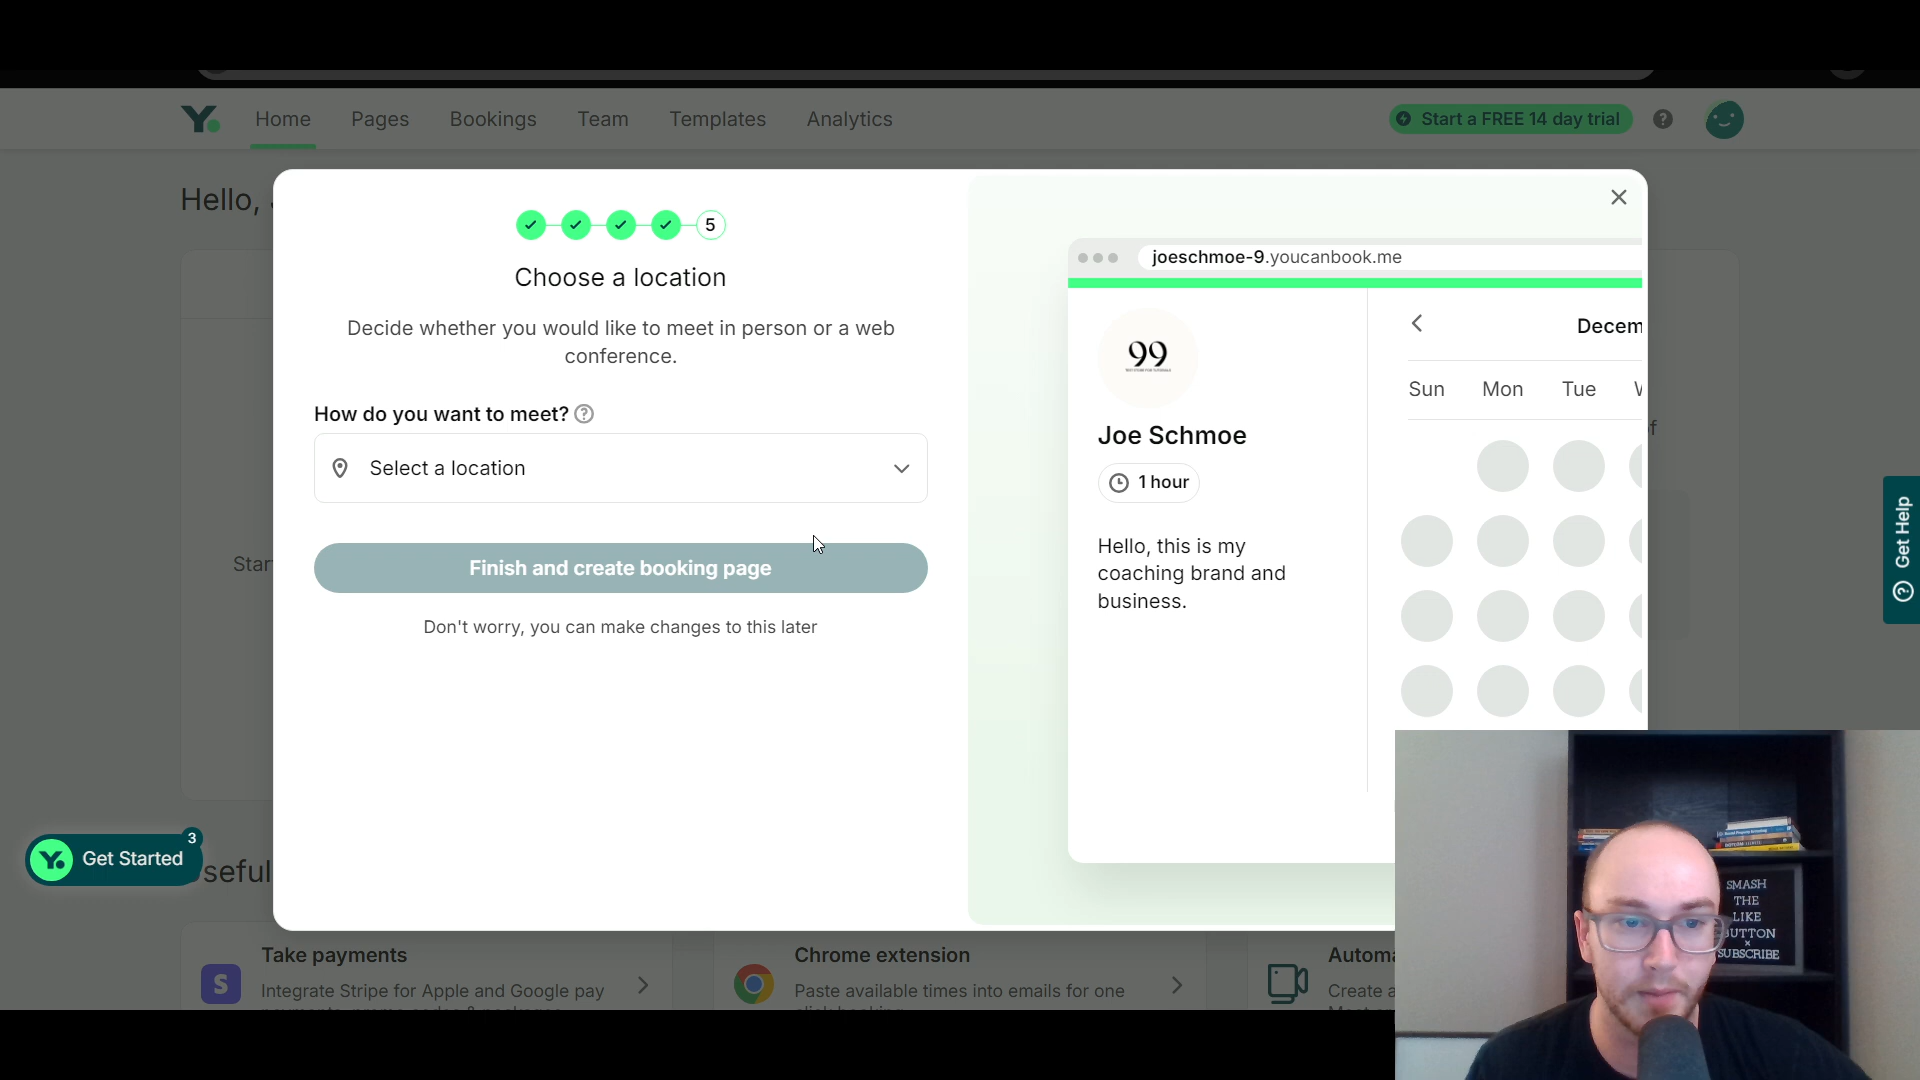 Home
Pages
Bookings
Team
Templates
Analytics
Start a FREE 14 day trial
?
Hello,
5
Choose a location
Decide whether you would like to meet in person or a web
conference.
How do you want to meet? ?
Select a location
Finish and create booking page
Don't worry, you can make changes to this later
joeschmoe-9.youcanbook.me
99
Joe Schmoe
1 hour
Hello, this is my
coaching brand and
business.
Decem
Sun
Mon
Tue
Star
Get Help
?
Y.
Get Started
3
seful
Take payments
Integrate Stripe for Apple and Google pay
S
Chrome extension
Paste available times into emails for one
Automa
Create a
SMASH
THE
LIKE
BUTTON
×
SUBSCRIBE